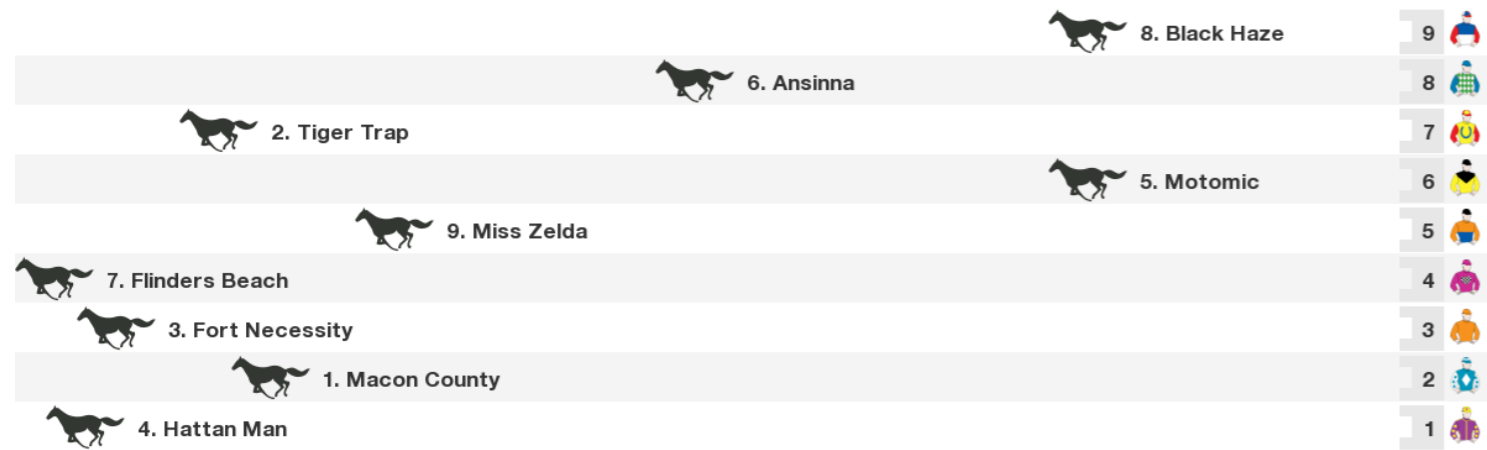 8. Black Haze 9
6. Ansinna 8
2. Tiger Trap 7
5. Motomic 6
9. Miss Zelda 5
7. Flinders Beach 4
3. Fort Necessity 3
1. Macon County 2
4. Hattan Man 1